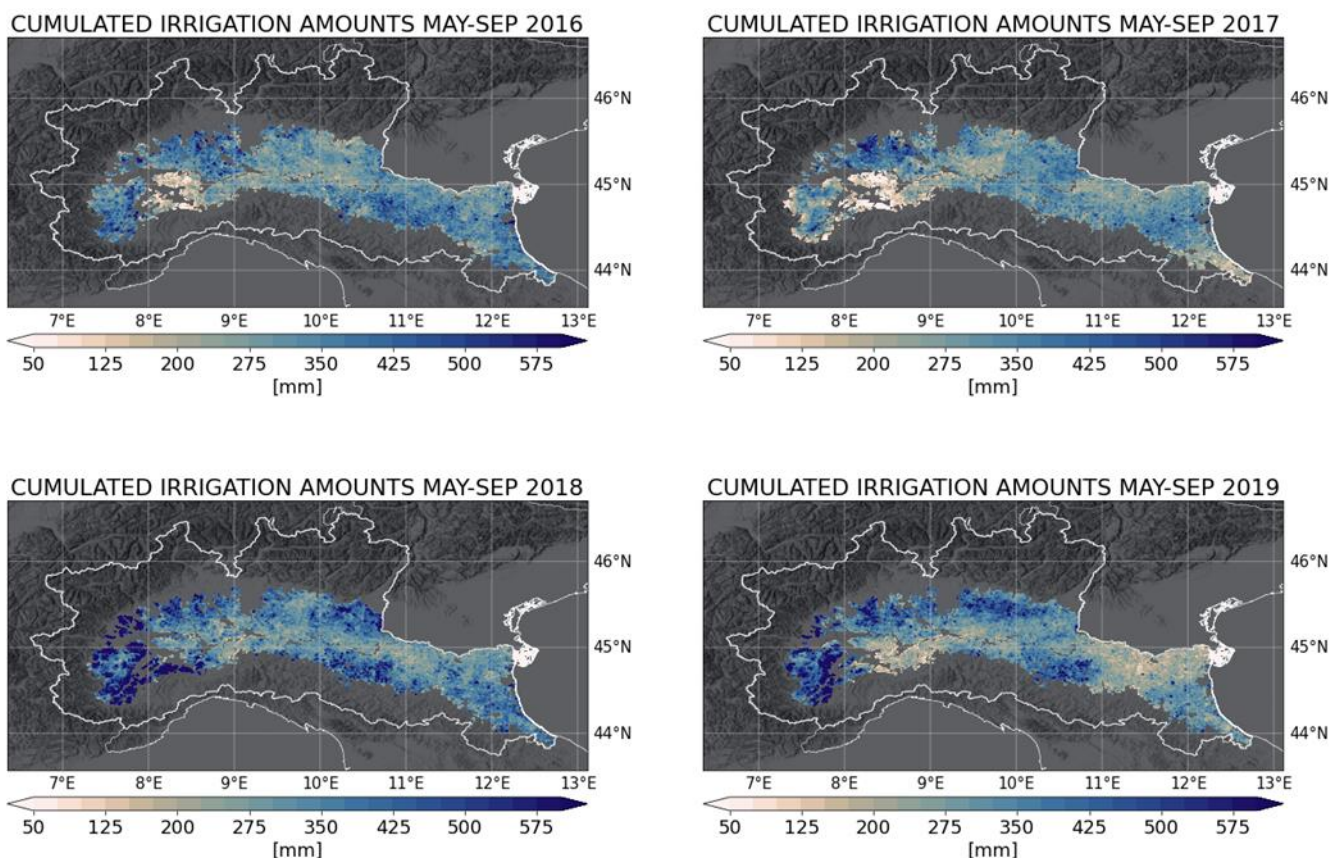 CUMULATED IRRIGATION AMOUNTS MAY-SEP 2016
46°N
45°N
44°N
7°E 8°E 9°E 10°E 11°E 12°E 13°E
50 125 200 275 350 425 500 575
[mm]
CUMULATED IRRIGATION AMOUNTS MAY-SEP 2017
46°N
45°N
44°N
7°E 8°E 9°E 10°E 11°E 12°E 13°E
50 125 200 275 350 425 500 575
[mm]
CUMULATED IRRIGATION AMOUNTS MAY-SEP 2018
46°N
45°N
44°N
7°E 8°E 9°E 10°E 11°E 12°E 13°E
50 125 200 275 350 425 500 575
[mm]
CUMULATED IRRIGATION AMOUNTS MAY-SEP 2019
46°N
45°N
44°N
7°E 8°E 9°E 10°E 11°E 12°E 13°E
50 125 200 275 350 425 500 575
[mm]